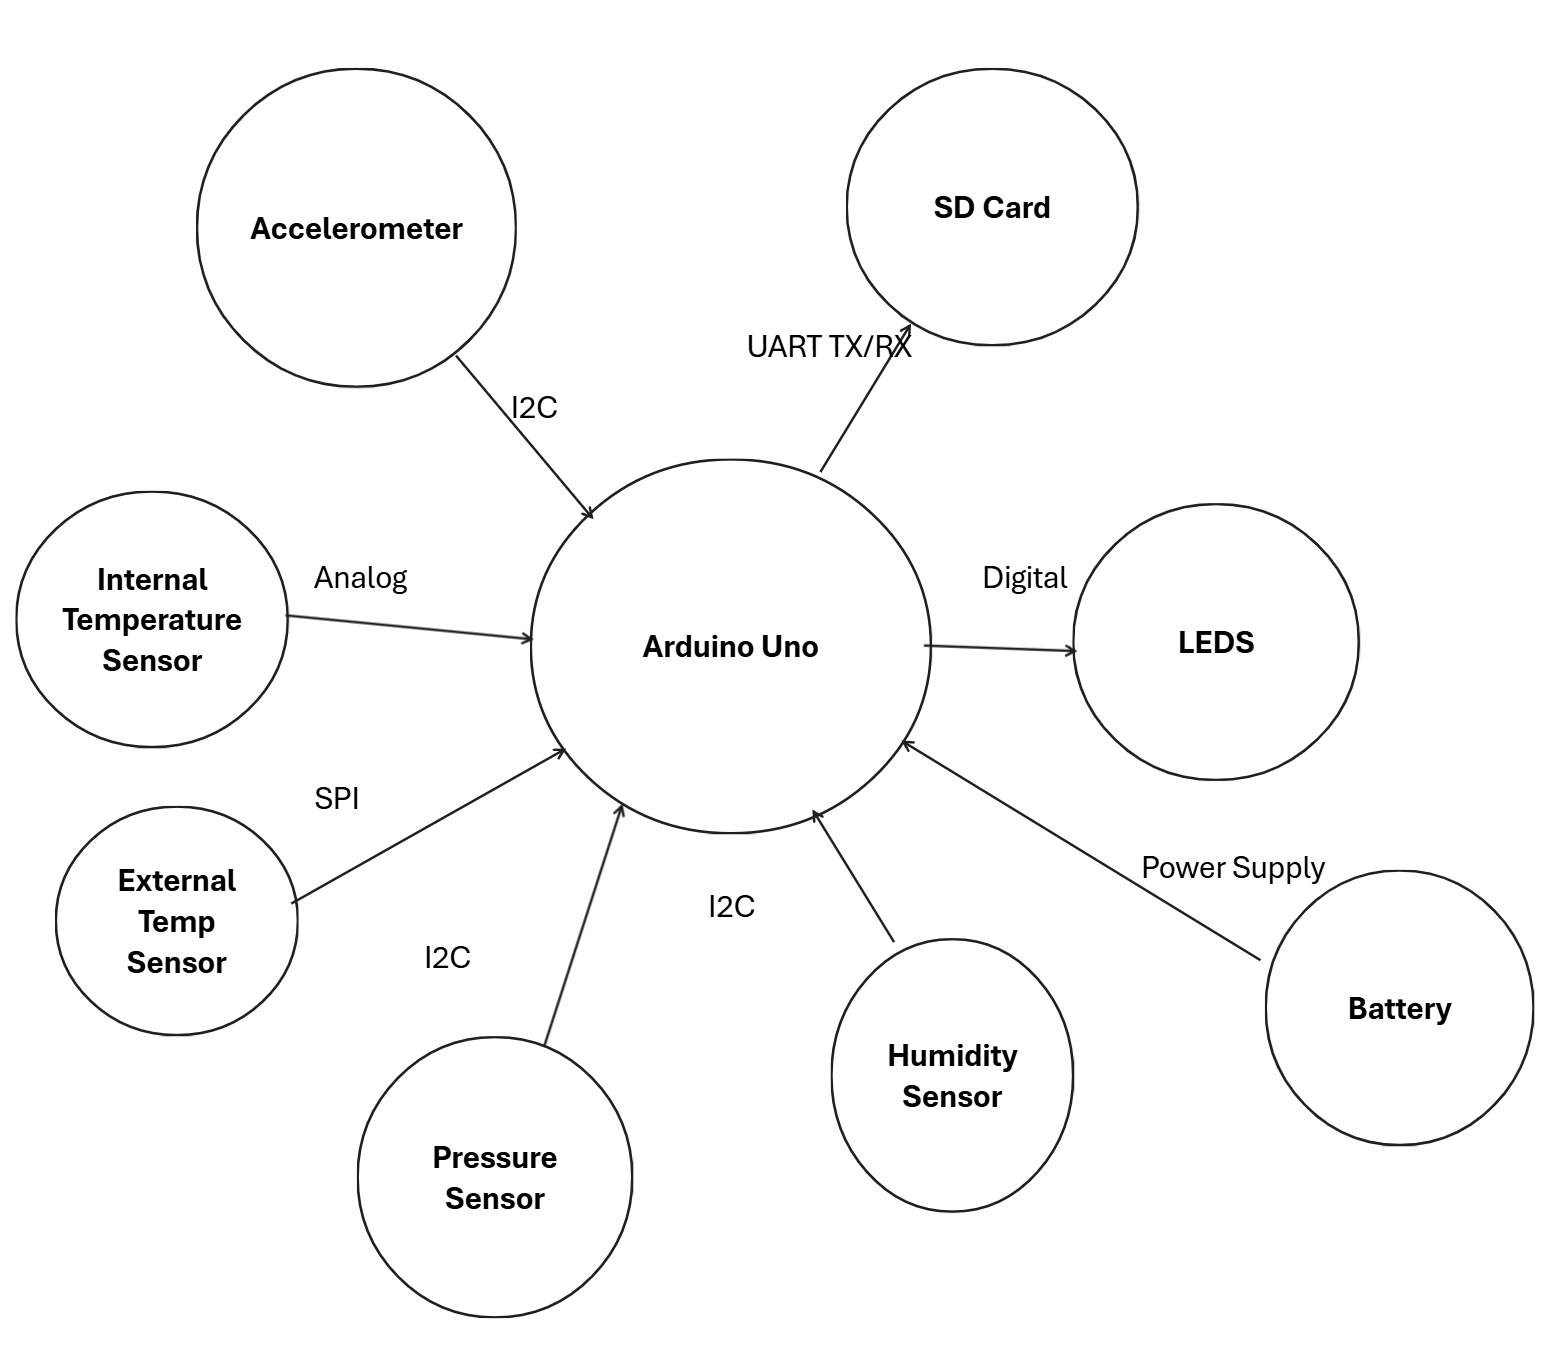 Accelerometer
SD Card
UART TX/RX
I2C
Internal
Temperature
Sensor
Analog
Arduino Uno
Digital
LEDS
SPI
External
Temp
Sensor
I2C
I2C
Power Supply
Battery
Humidity
Sensor
Pressure
Sensor